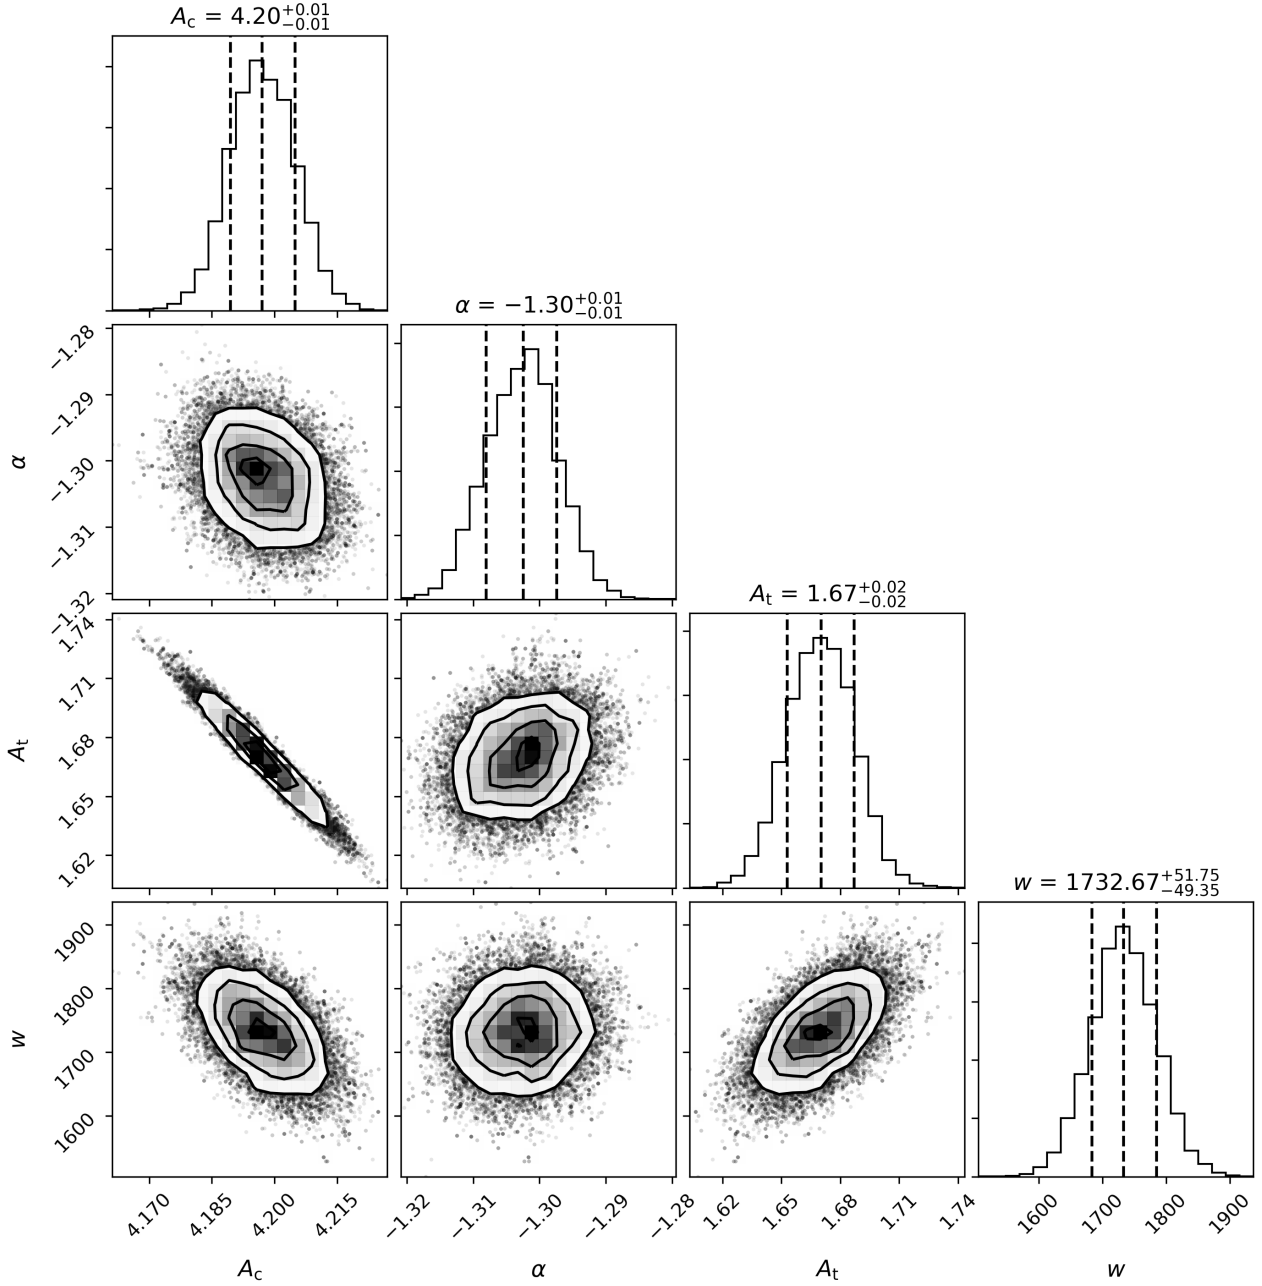 A_c = 4.20^{+0.01}_{−0.01}
α = −1.30^{+0.01}_{−0.01}
−1.28
−1.29
−1.30
−1.31
−1.32
α
A_t = 1.67^{+0.02}_{−0.02}
1.74
1.71
1.68
1.65
1.62
A_t
w = 1732.67^{+51.75}_{−49.35}
1900
1800
1700
1600
w
4.170 4.185 4.200 4.215
−1.32 −1.31 −1.30 −1.29 −1.28
1.62 1.65 1.68 1.71 1.74
1600 1700 1800 1900
A_c α A_t w